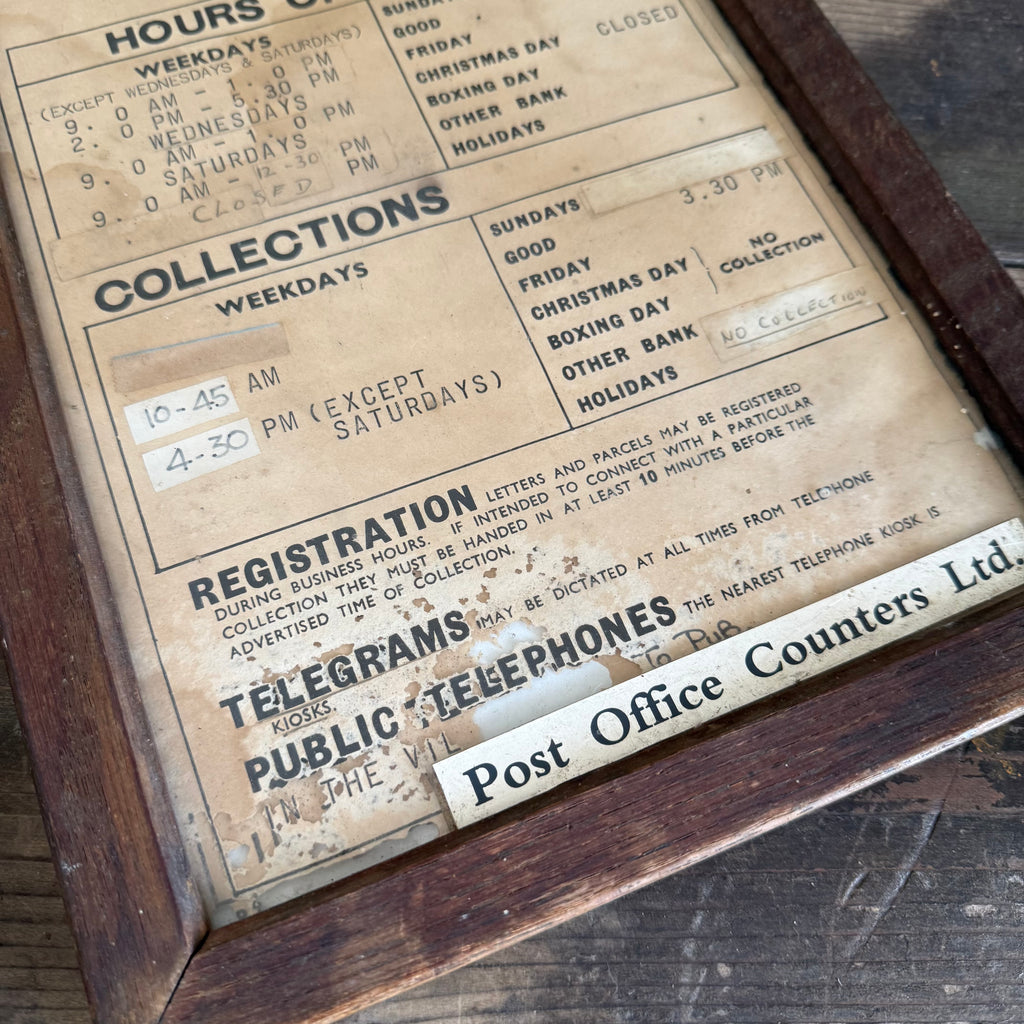 HOURS O
WEEKDAYS
(EXCEPT WEDNESDAYS & SATURDAYS)
9. 0 AM - 1. 0 PM
2. 0 PM - 5.30 PM
WEDNESDAYS
9. 0 AM - 1. 0 PM
SATURDAYS
9. 0 AM - 12-30 PM
CLOSED PM
SUNDAYS
GOOD
FRIDAY
CHRISTMAS DAY
BOXING DAY
OTHER BANK
HOLIDAYS
CLOSED
COLLECTIONS
WEEKDAYS
10-45 AM
4-30 PM (EXCEPT
SATURDAYS)
SUNDAYS 3.30 PM
GOOD
FRIDAY
CHRISTMAS DAY
BOXING DAY
NO
COLLECTION
OTHER BANK
HOLIDAYS
NO COLLECTION
REGISTRATION LETTERS AND PARCELS MAY BE REGISTERED
DURING BUSINESS HOURS. IF INTENDED TO CONNECT WITH A PARTICULAR
COLLECTION THEY MUST BE HANDED IN AT LEAST 10 MINUTES BEFORE THE
ADVERTISED TIME OF COLLECTION.
TELEGRAMS MAY BE DICTATED AT ALL TIMES FROM TELEPHONE
KIOSKS
PUBLIC TELEPHONES THE NEAREST TELEPHONE KIOSK IS
IN THE VIL
To Pub
Post Office Counters Ltd.